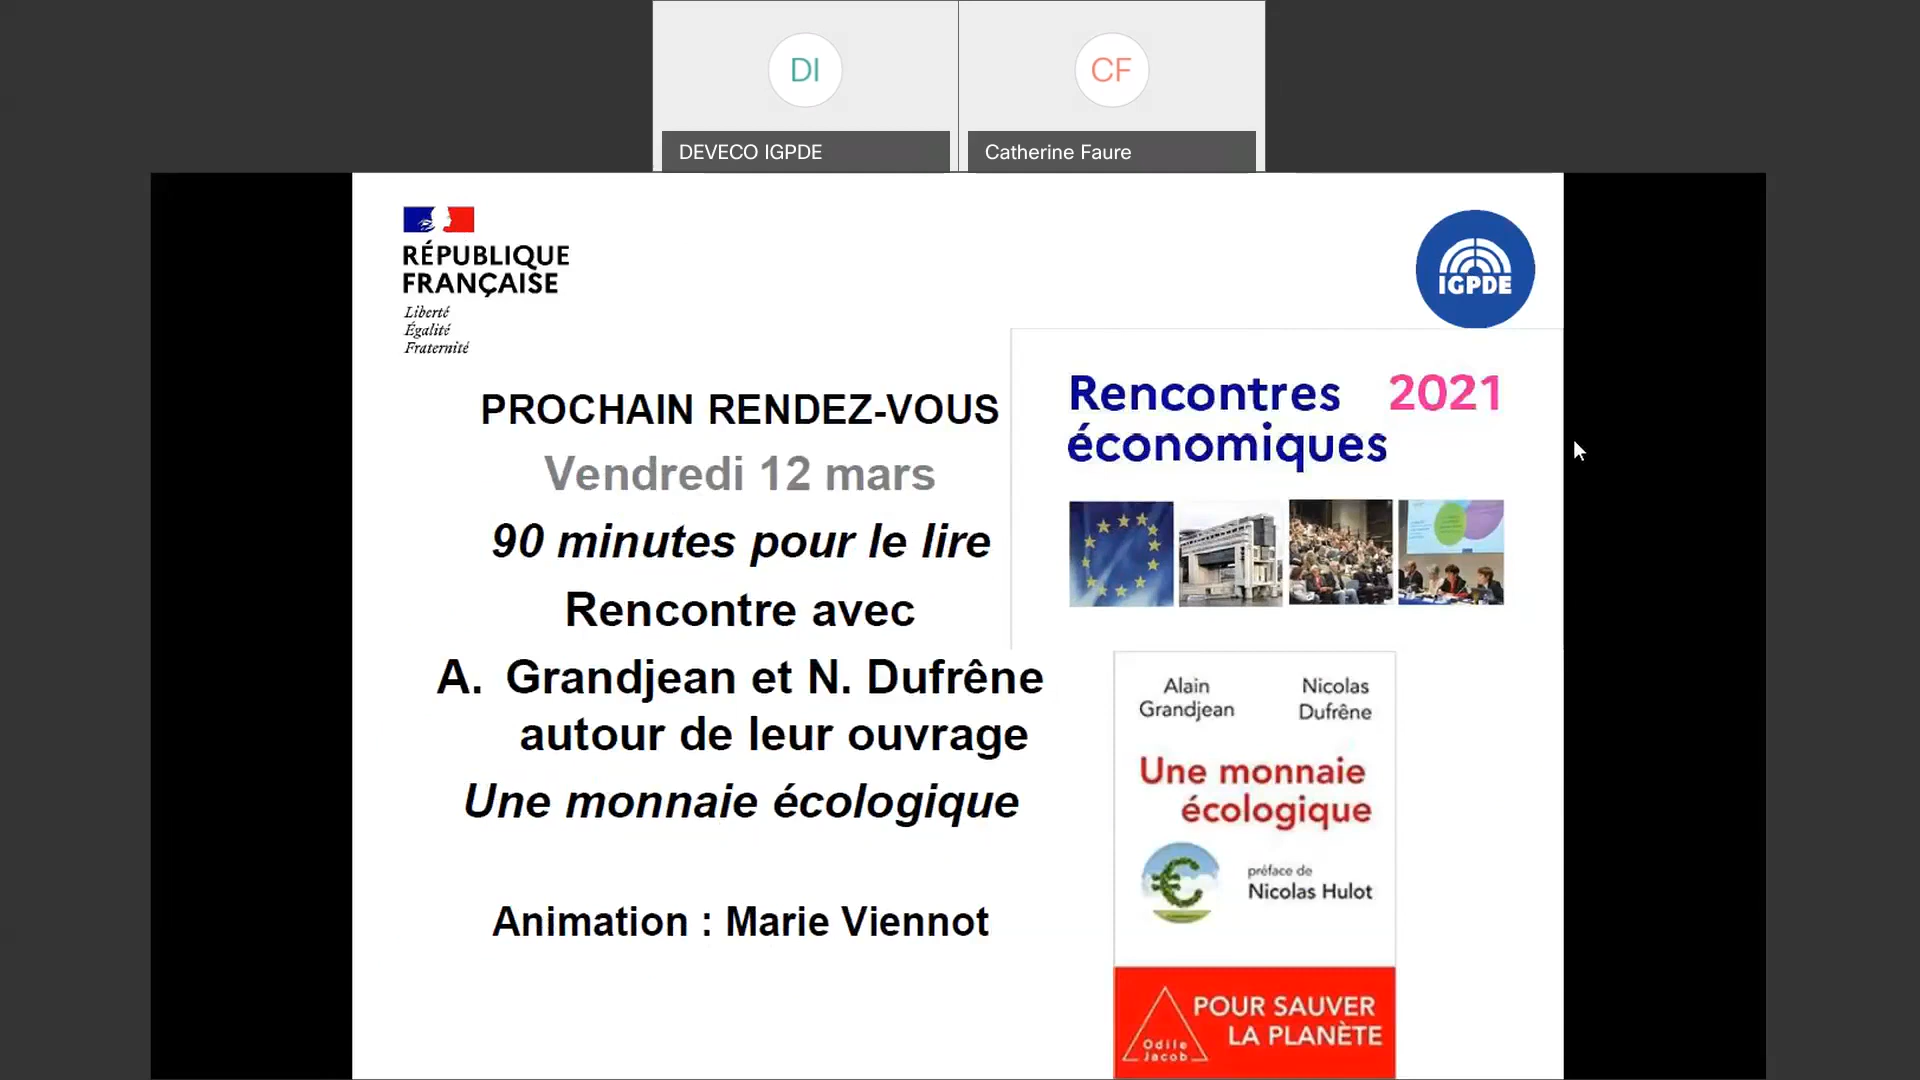 DI
CF
DEVECO IGPDE
Catherine Faure
RÉPUBLIQUE
FRANÇAISE
Liberté
Égalité
Fraternité
IGPDE
PROCHAIN RENDEZ-VOUS
Vendredi 12 mars
90 minutes pour le lire
Rencontre avec
A. Grandjean et N. Dufrêne
autour de leur ouvrage
Une monnaie écologique
Animation : Marie Viennot
Rencontres 2021
économiques
Alain
Grandjean
Nicolas
Dufrêne
Une monnaie
écologique
préface de
Nicolas Hulot
POUR SAUVER
LA PLANÈTE
Odile
Jacob